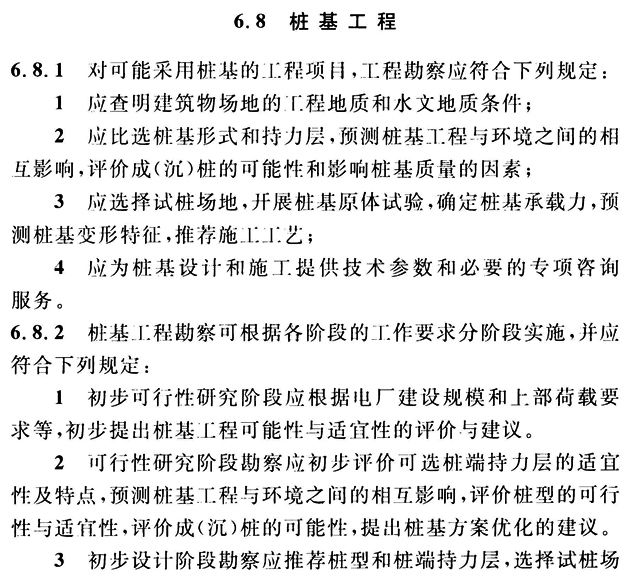 6.8 桩基工程
6.8.1 对可能采用桩基的工程项目,工程勘察应符合下列规定:
1 应查明建筑物场地的工程地质和水文地质条件;
2 应比选桩基形式和持力层,预测桩基工程与环境之间的相
互影响,评价成(沉)桩的可能性和影响桩基质量的因素;
3 应选择试桩场地,开展桩基原体试验,确定桩基承载力,预
测桩基变形特征,推荐施工工艺;
4 应为桩基设计和施工提供技术参数和必要的专项咨询
服务。
6.8.2 桩基工程勘察可根据各阶段的工作要求分阶段实施,并应
符合下列规定:
1 初步可行性研究阶段应根据电厂建设规模和上部荷载要
求等,初步提出桩基工程可能性与适宜性的评价与建议。
2 可行性研究阶段勘察应初步评价可选桩端持力层的适宜
性及特点,预测桩基工程与环境之间的相互影响,评价桩型的可行
性与适宜性,评价成(沉)桩的可能性,提出桩基方案优化的建议。
3 初步设计阶段勘察应推荐桩型和桩端持力层,选择试桩场